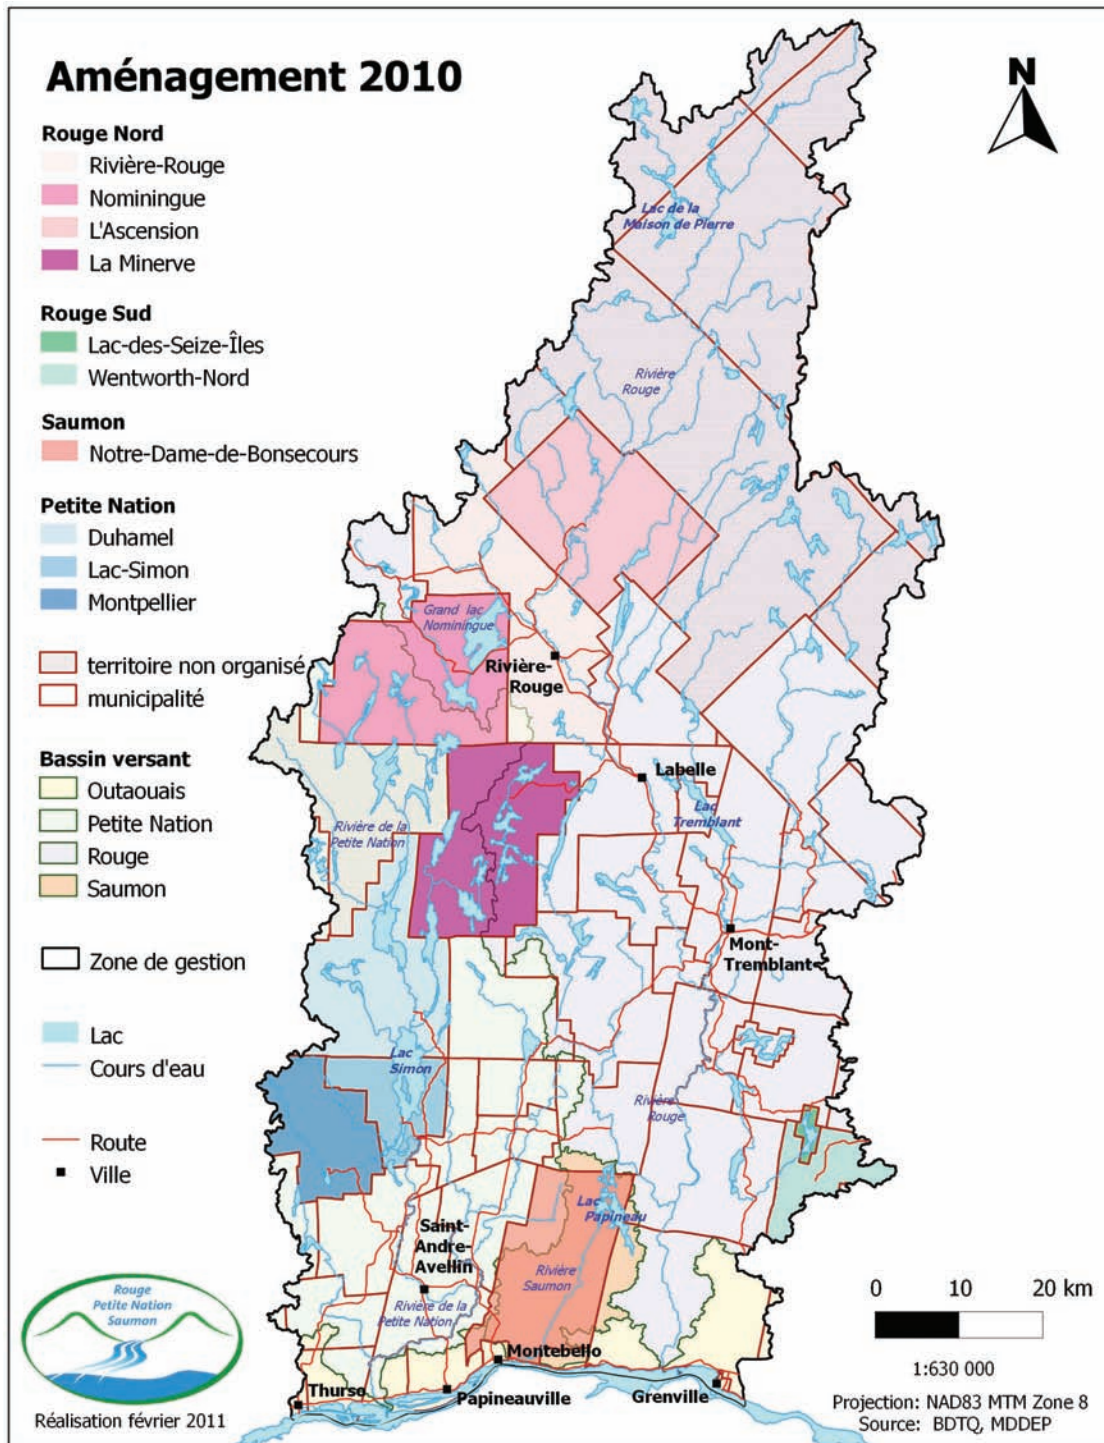 Aménagement 2010
Rouge Nord
Rivière-Rouge
Nominingue
L'Ascension
La Minerve
Rouge Sud
Lac-des-Seize-Îles
Wentworth-Nord
Saumon
Notre-Dame-de-Bonsecours
Petite Nation
Duhamel
Lac-Simon
Montpellier
territoire non organisé
municipalité
Bassin versant
Outaouais
Petite Nation
Rouge
Saumon
Zone de gestion
Lac
Cours d'eau
Route
Ville
N
Lac de la
Maison de Pierre
Rivière
Rouge
Grand lac
Nominingue
Rivière-
Rouge
Labelle
Lac
Tremblant
Rivière de la
Petite Nation
Mont-
Tremblant
Lac
Simon
Rivière
Rouge
Lac
Papineau
Saint-
Andre-
Avellin
Rivière
Saumon
Rivière de la
Petite Nation
Montebello
Thurso
Papineauville
Grenville
Rouge
Petite Nation
Saumon
Réalisation février 2011
0 10 20 km
1:630 000
Projection: NAD83 MTM Zone 8
Source: BDTQ, MDDEP